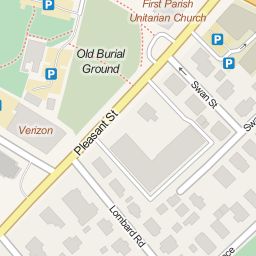 First Parish
Unitarian Church
P
P
P
P
Old Burial
Ground
Swan St
Pleasant St
Verizon
Lombard Rd